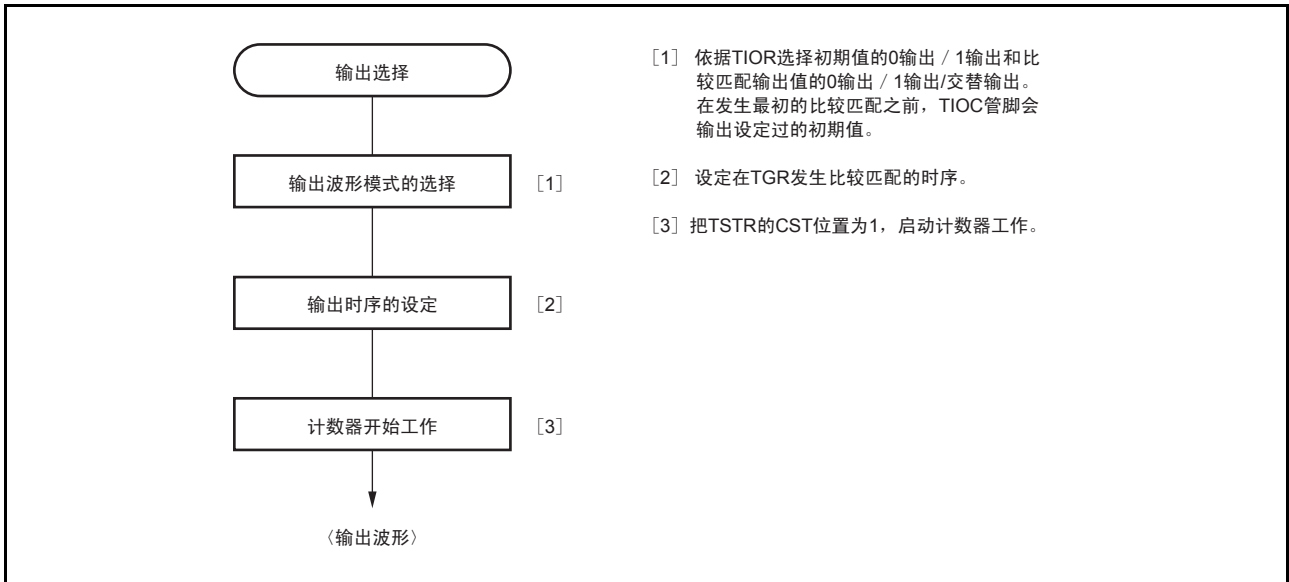 输出选择
输出波形模式的选择 [1]
输出时序的设定 [2]
计数器开始工作 [3]
〈输出波形〉
[1] 依据TIOR选择初期值的0输出 / 1输出和比
较匹配输出值的0输出 / 1输出/交替输出。
在发生最初的比较匹配之前，TIOC管脚会
输出设定过的初期值。
[2] 设定在TGR发生比较匹配的时序。
[3] 把TSTR的CST位置为1，启动计数器工作。